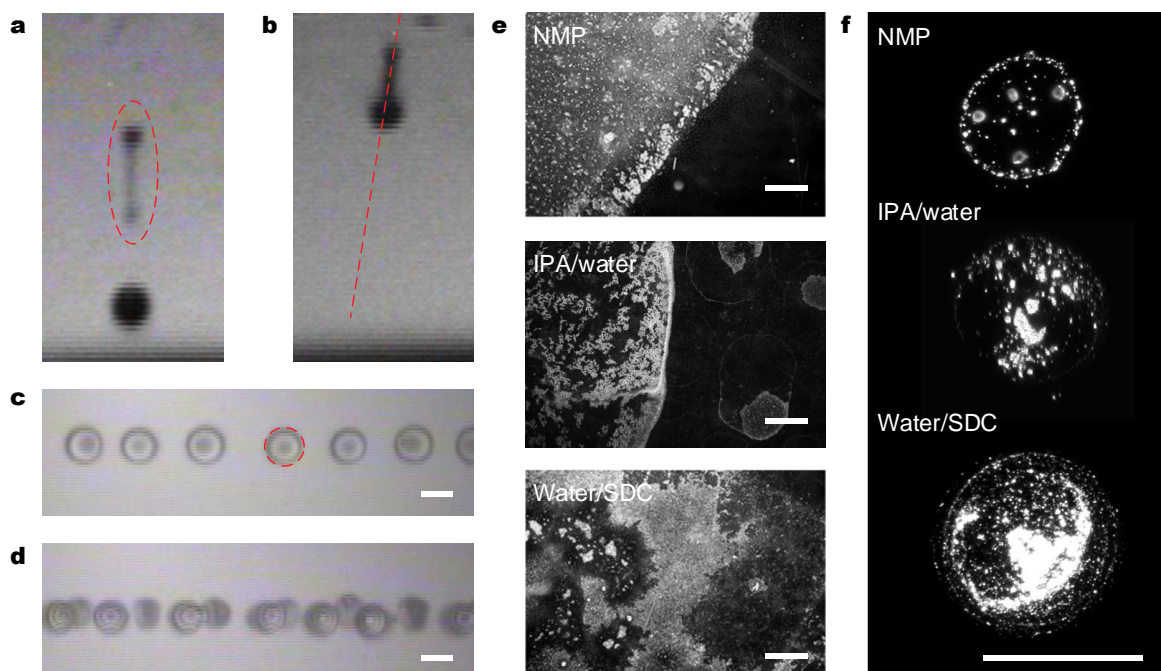 a
b
c
d
e
NMP
IPA/water
Water/SDC
f
NMP
IPA/water
Water/SDC